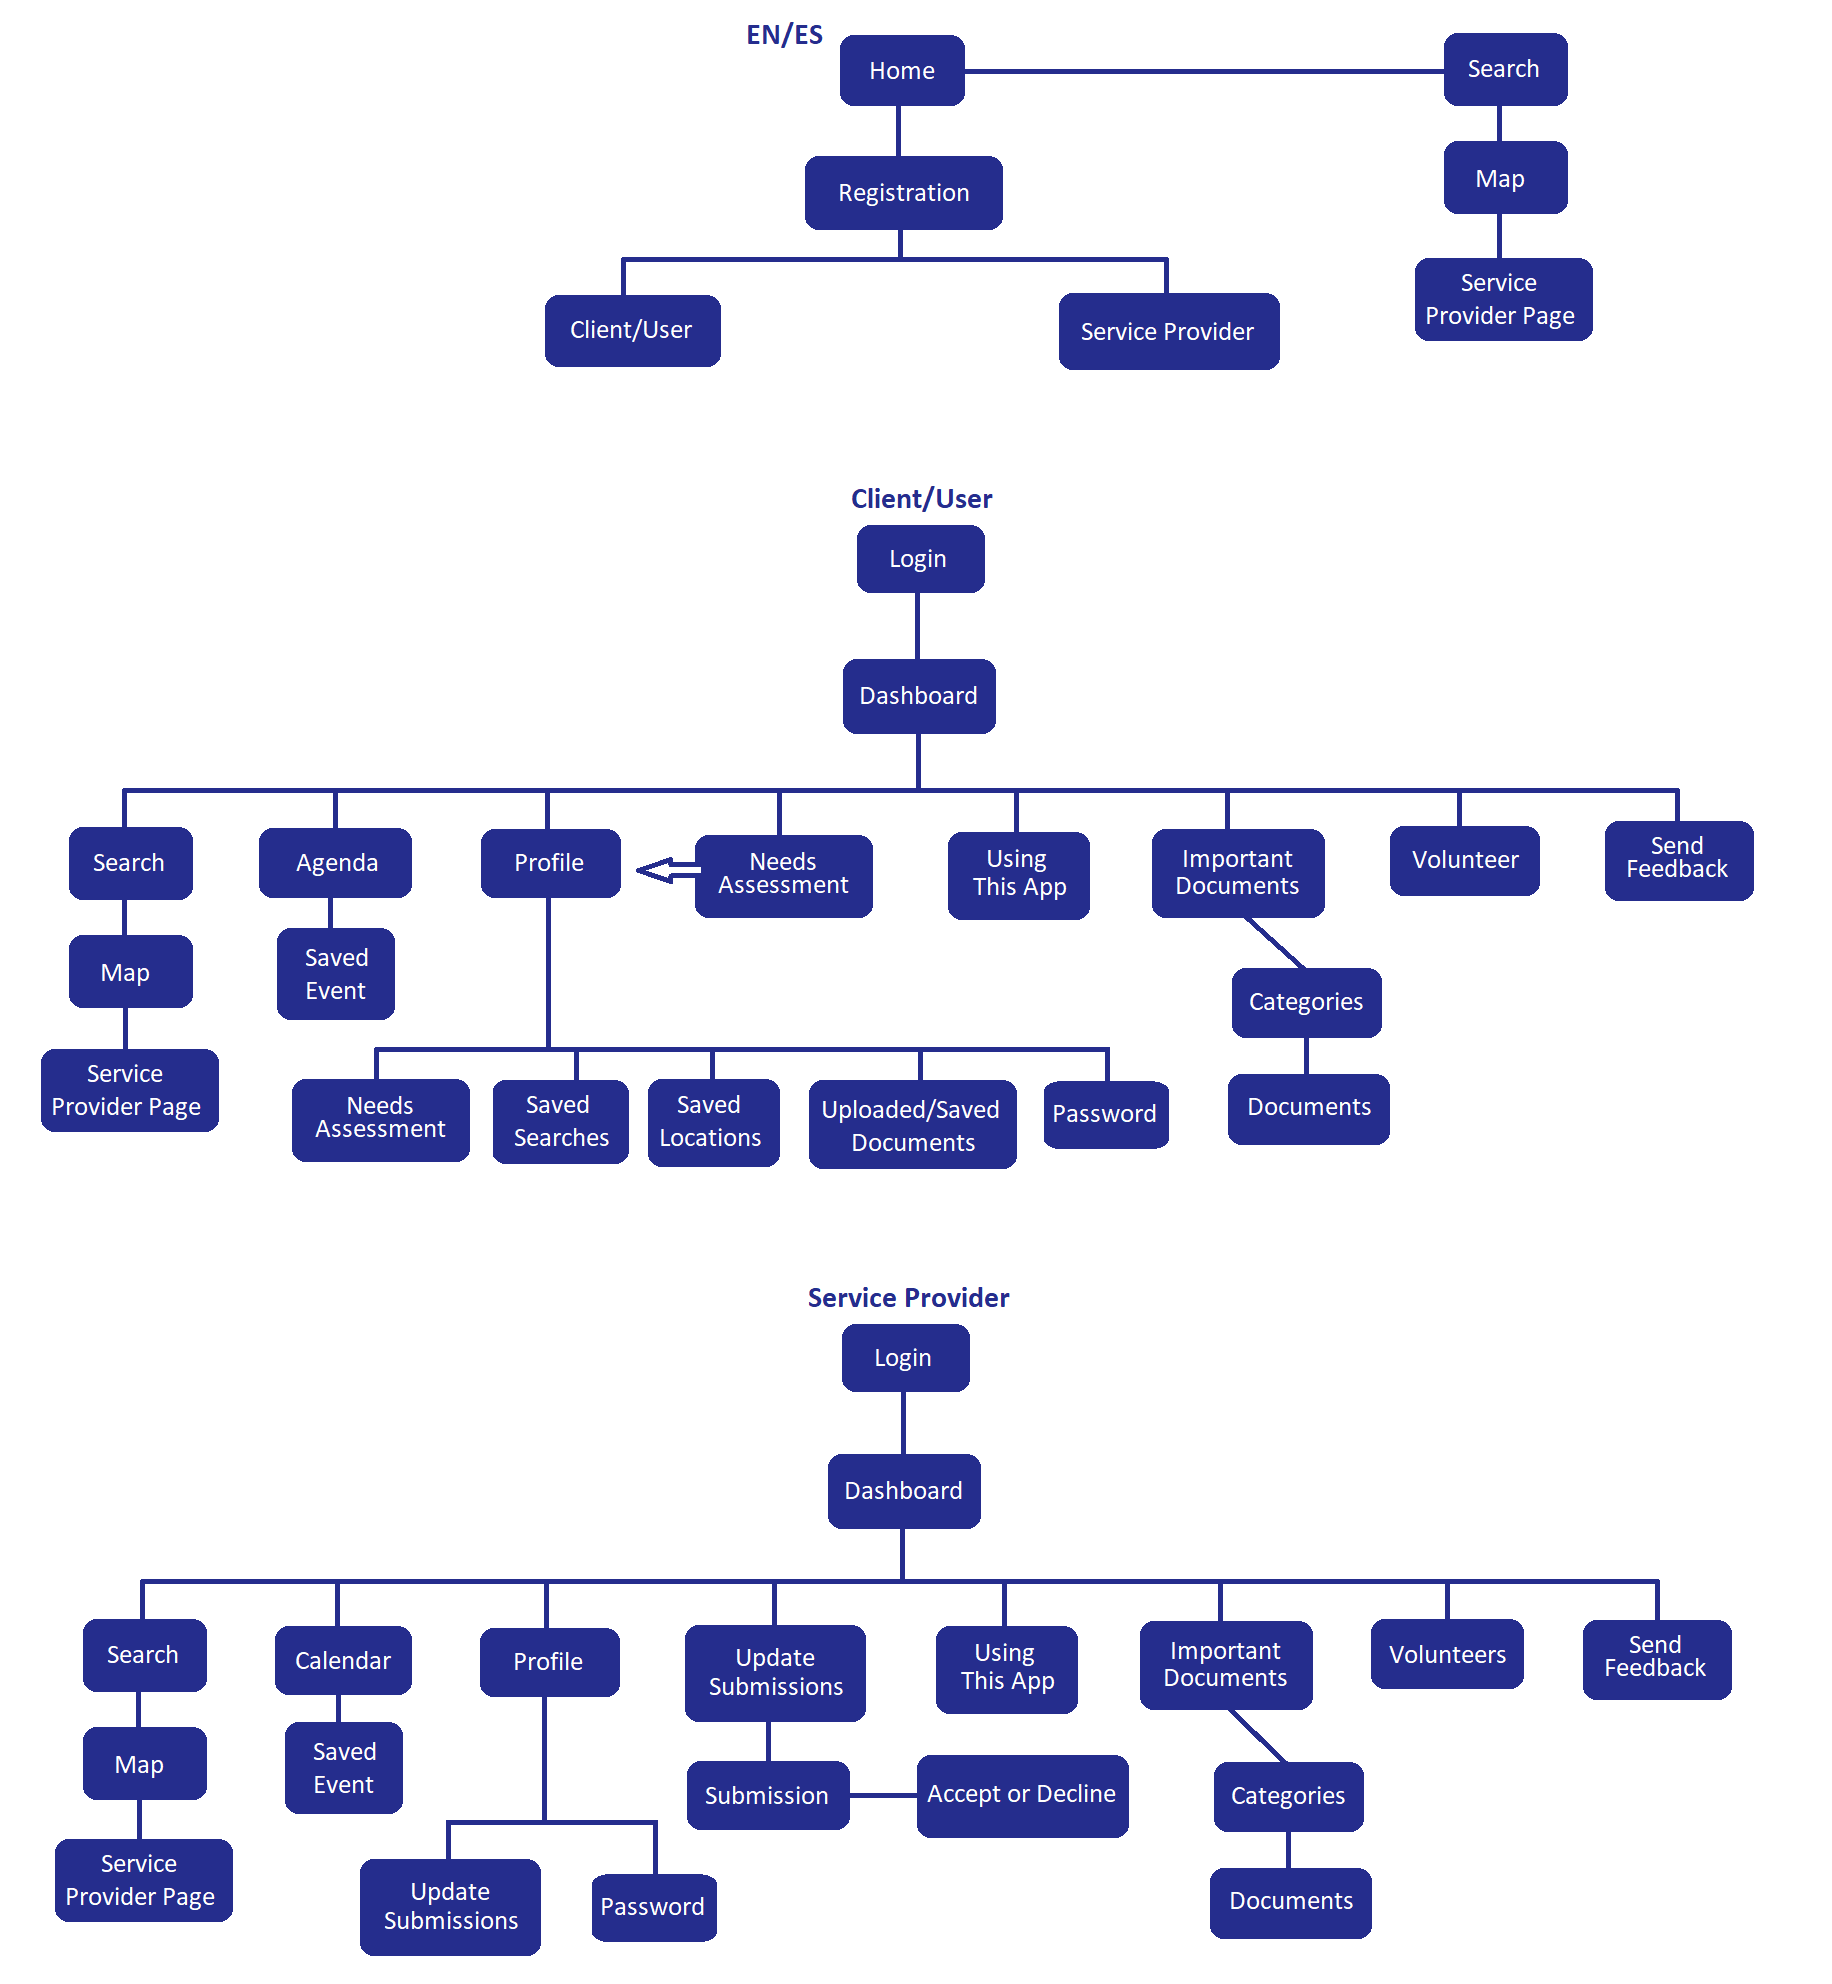 EN/ES
Home
Search
Registration
Map
Client/User
Service Provider
Service
Provider Page
Client/User
Login
Dashboard
Search
Agenda
Profile
Needs
Assessment
Using
This App
Important
Documents
Volunteer
Send
Feedback
Map
Saved
Event
Categories
Service
Provider Page
Needs
Assessment
Saved
Searches
Saved
Locations
Uploaded/Saved
Documents
Password
Documents
Service Provider
Login
Dashboard
Search
Calendar
Profile
Update
Submissions
Using
This App
Important
Documents
Volunteers
Send
Feedback
Map
Saved
Event
Submission
Accept or Decline
Categories
Service
Provider Page
Update
Submissions
Password
Documents